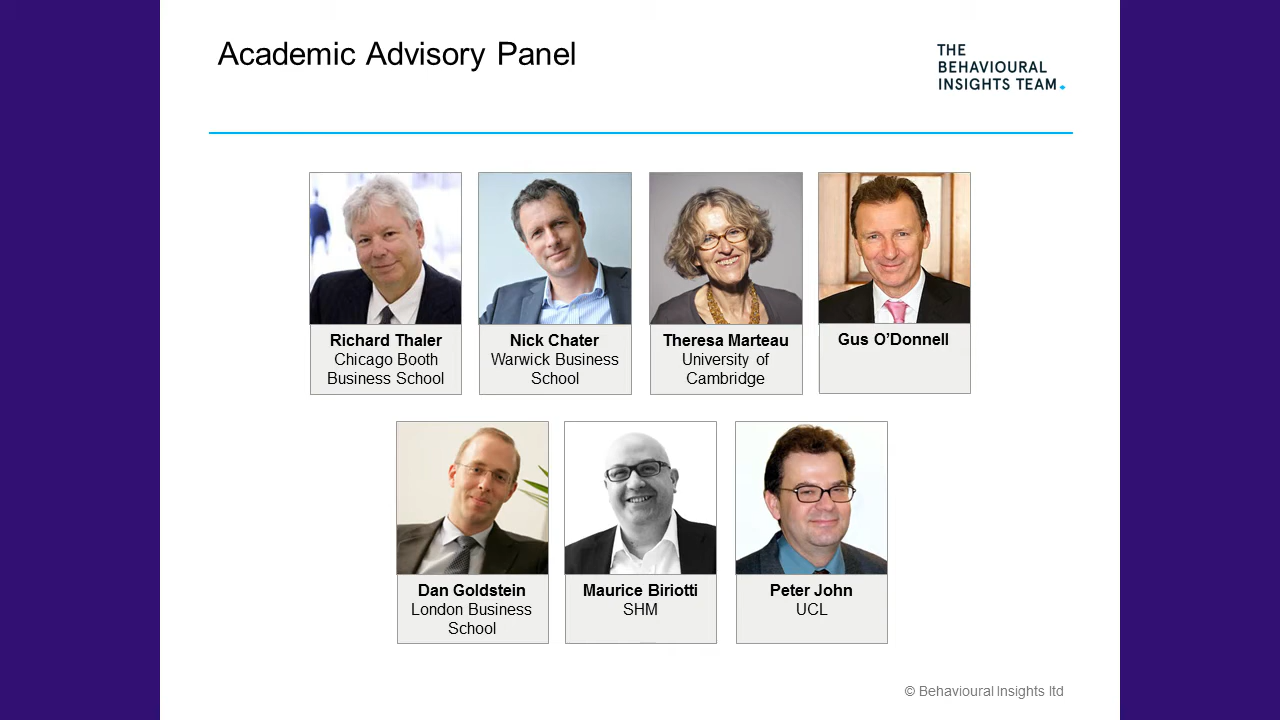 Academic Advisory Panel
THE
BEHAVIOURAL
INSIGHTS TEAM.
Richard Thaler
Chicago Booth
Business School
Nick Chater
Warwick Business
School
Theresa Marteau
University of
Cambridge
Gus O’Donnell
Dan Goldstein
London Business
School
Maurice Biriotti
SHM
Peter John
UCL
© Behavioural Insights ltd